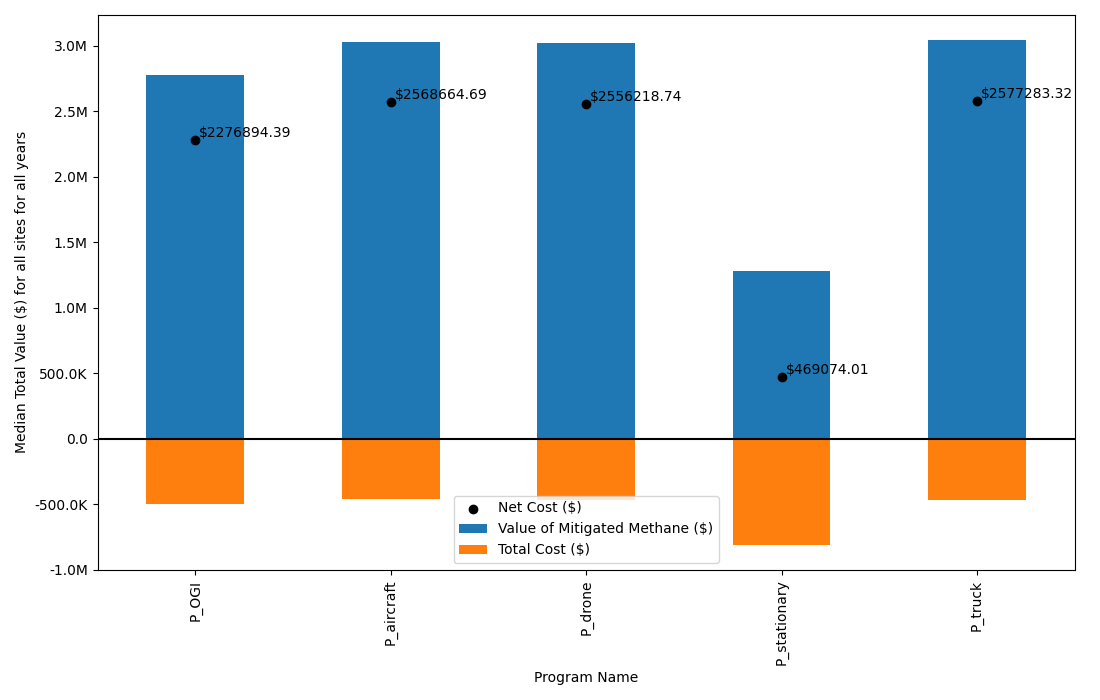 3.0M
2.5M
2.0M
1.5M
1.0M
500.0K
0.0
-500.0K
-1.0M
Median Total Value ($) for all sites for all years
$2276894.39
$2568664.69
$2556218.74
$469074.01
$2577283.32
Net Cost ($)
Value of Mitigated Methane ($)
Total Cost ($)
P_OGI
P_aircraft
P_drone
P_stationary
P_truck
Program Name